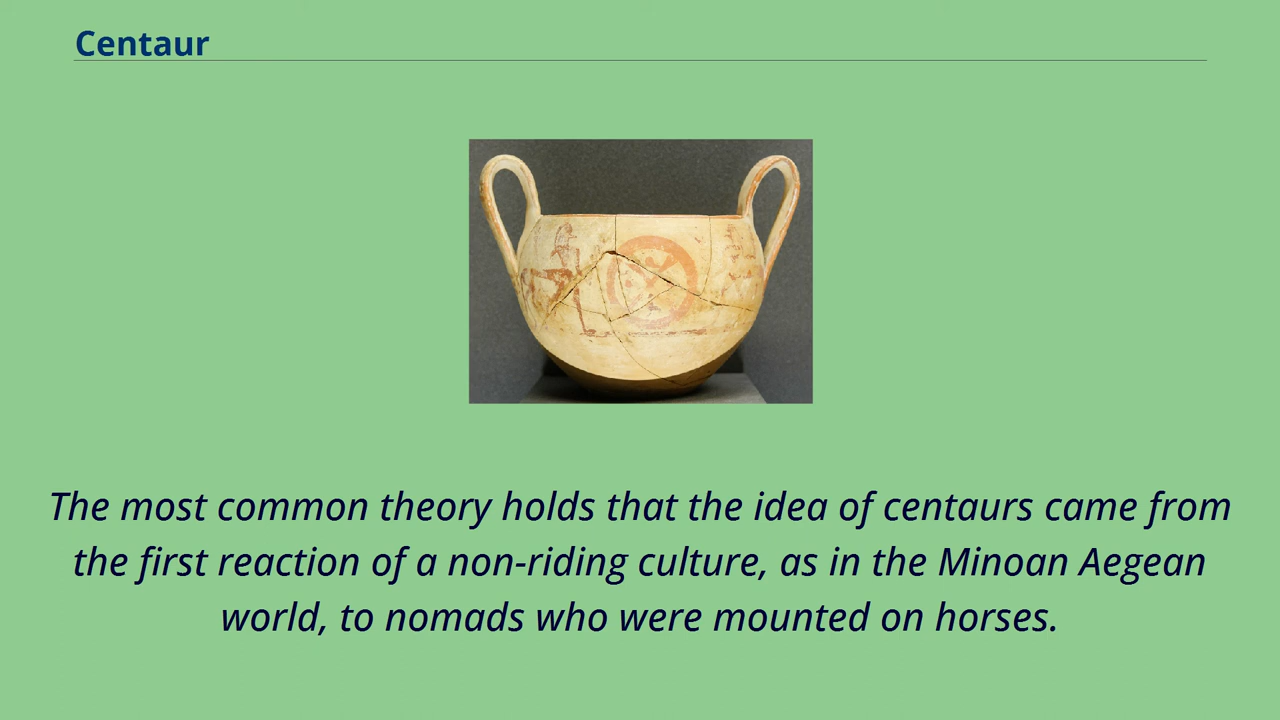 Centaur
The most common theory holds that the idea of centaurs came from
the first reaction of a non-riding culture, as in the Minoan Aegean
world, to nomads who were mounted on horses.